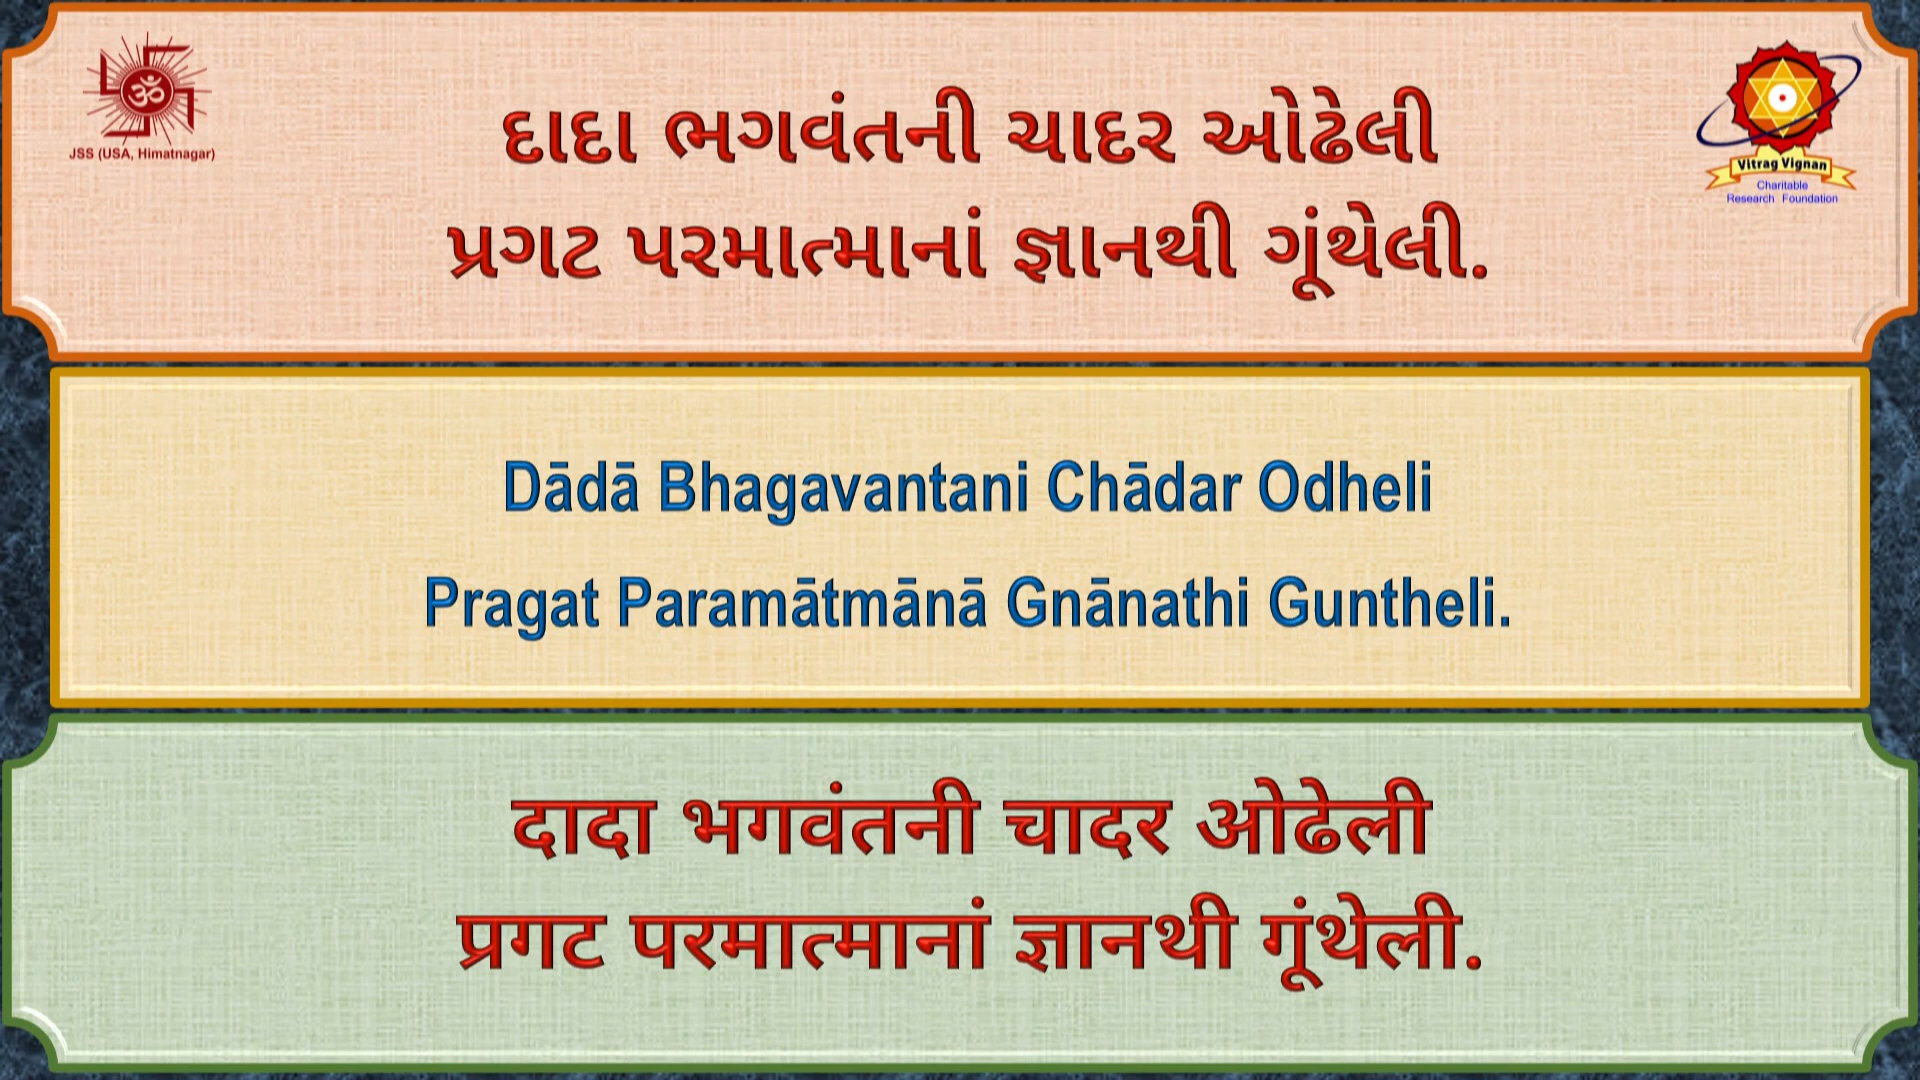 ૐ
JSS (USA, Himatnagar)
Vitrag Vignan
Charitable
Research Foundation
દાદા ભગવંતની ચાદર ઓઢેલી
પ્રગટ પરમાત્માનાં જ્ઞાનથી ગૂંથેલી.
Dādā Bhagavantani Chādar Odheli
Pragat Paramātmānā Gnānathi Guntheli.
दादा भगवंतनी चादर ओढेली
प्रगट परमात्मानां ज्ञानथी गूंथेली.